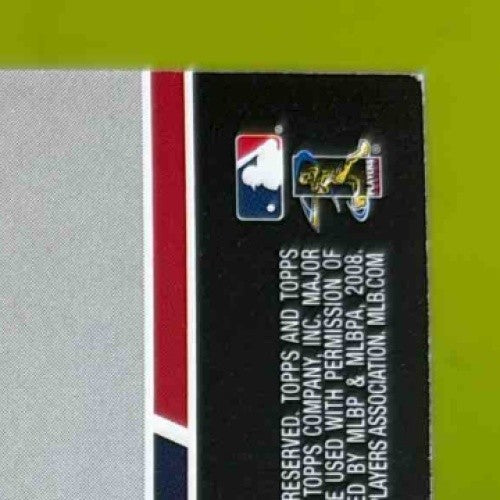 PLAYERS
RESERVED. TOPPS AND TOPPS
TOPPS COMPANY, INC. MAJOR
E USED WITH PERMISSION OF
ED BY MLBP & MLBPA, 2008.
LAYERS ASSOCIATION. MLB.COM